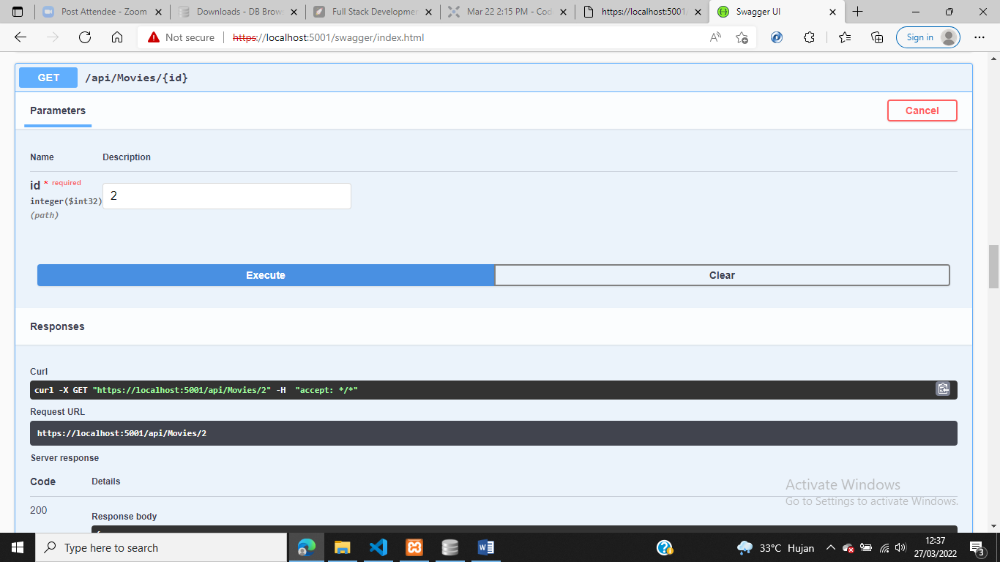 Post Attendee - Zoom
Downloads - DB Brow
Full Stack Developmer
Mar 22 2:15 PM - Cod
https://localhost:5001/
Swagger UI
Not secure
https://localhost:5001/swagger/index.html
Sign in
GET /api/Movies/{id}
Parameters
Cancel
Name Description
id * required
integer($int32)
(path)
2
Execute
Clear
Responses
Curl
curl -X GET "https://localhost:5001/api/Movies/2" -H "accept: */*"
Request URL
https://localhost:5001/api/Movies/2
Server response
Code Details
200
Response body
Activate Windows
Go to Settings to activate Windows.
Type here to search
33°C Hujan
12:37
27/03/2022
3